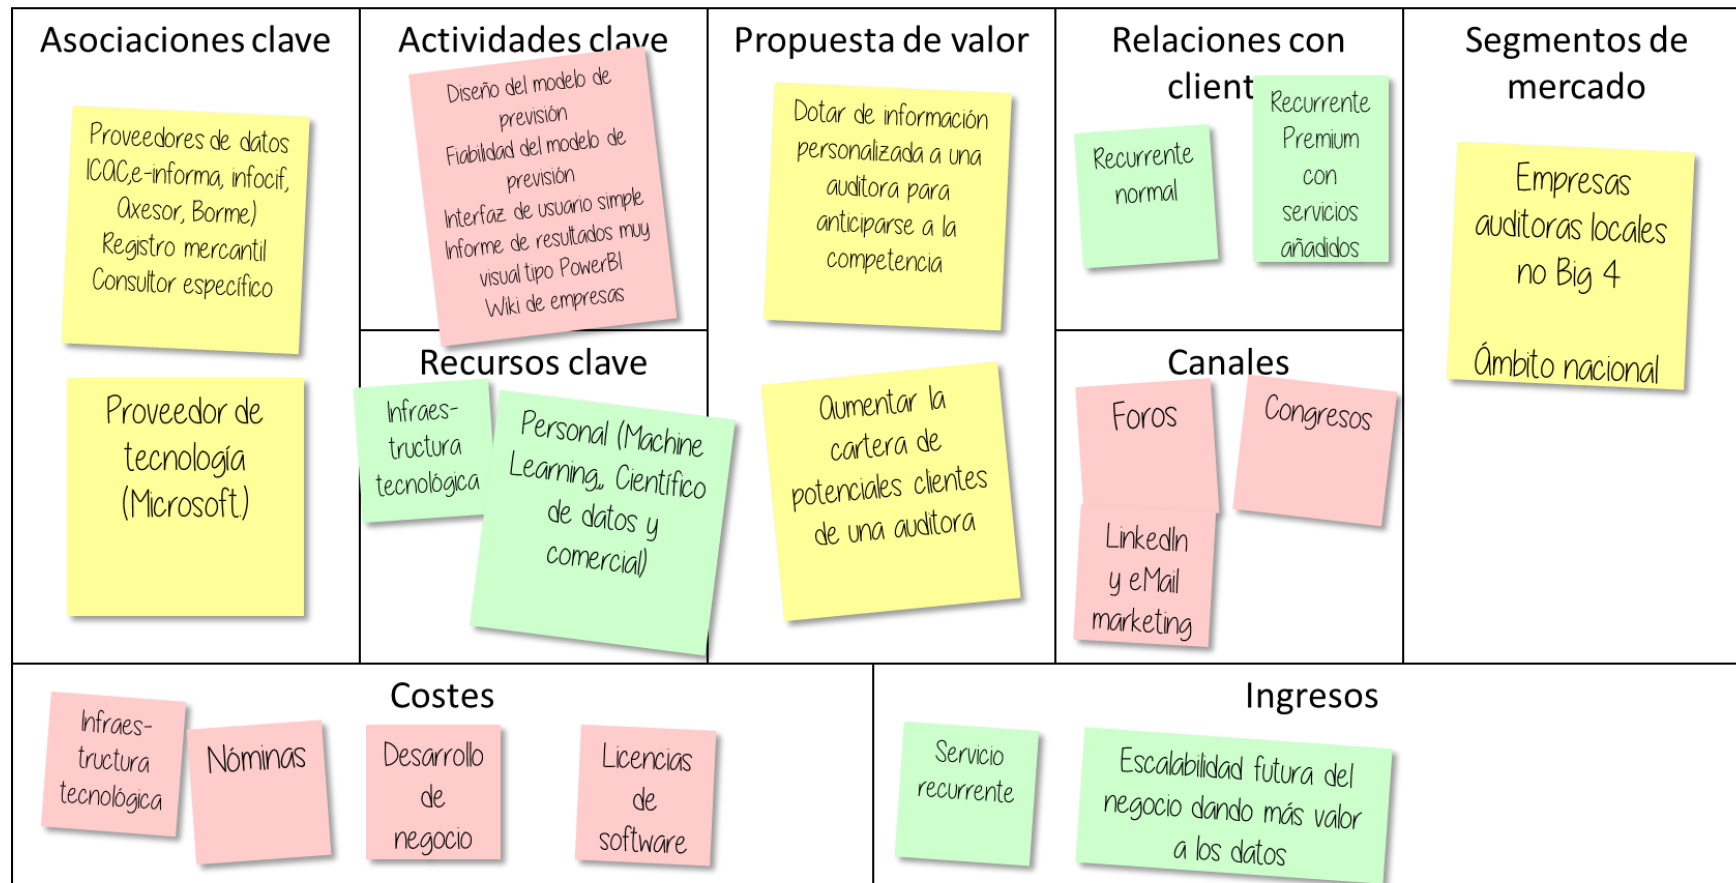 Asociaciones clave
Proveedores de datos
ICAC,e-informa, infocif,
Axesor, Borme)
Registro mercantil
Consultor específico
Proveedor de
tecnología
(Microsoft.)
Actividades clave
Diseño del modelo de
previsión
Fiabilidad del modelo de
previsión
Interfaz de usuario simple
Informe de resultados muy
visual tipo PowerBI
Wiki de empresas
Recursos clave
Infraes-
tructura
tecnológica
Personal (Machine
Learning,, Científico
de datos y
comercial)
Propuesta de valor
Dotar de información
personalizada a una
auditora para
anticiparse a la
competencia
Aumentar la
cartera de
potenciales clientes
de una auditora
Relaciones con
client
Recurrente
normal
Recurrente
Premium
con
servicios
añadidos
Canales
Foros
Congresos
LinkedIn
y eMail
marketing
Segmentos de
mercado
Empresas
auditoras locales
no Big 4
Ámbito nacional
Costes
Infraes-
tructura
tecnológica
Nóminas
Desarrollo
de
negocio
Licencias
de
software
Ingresos
Servicio
recurrente
Escalabilidad futura del
negocio dando más valor
a los datos